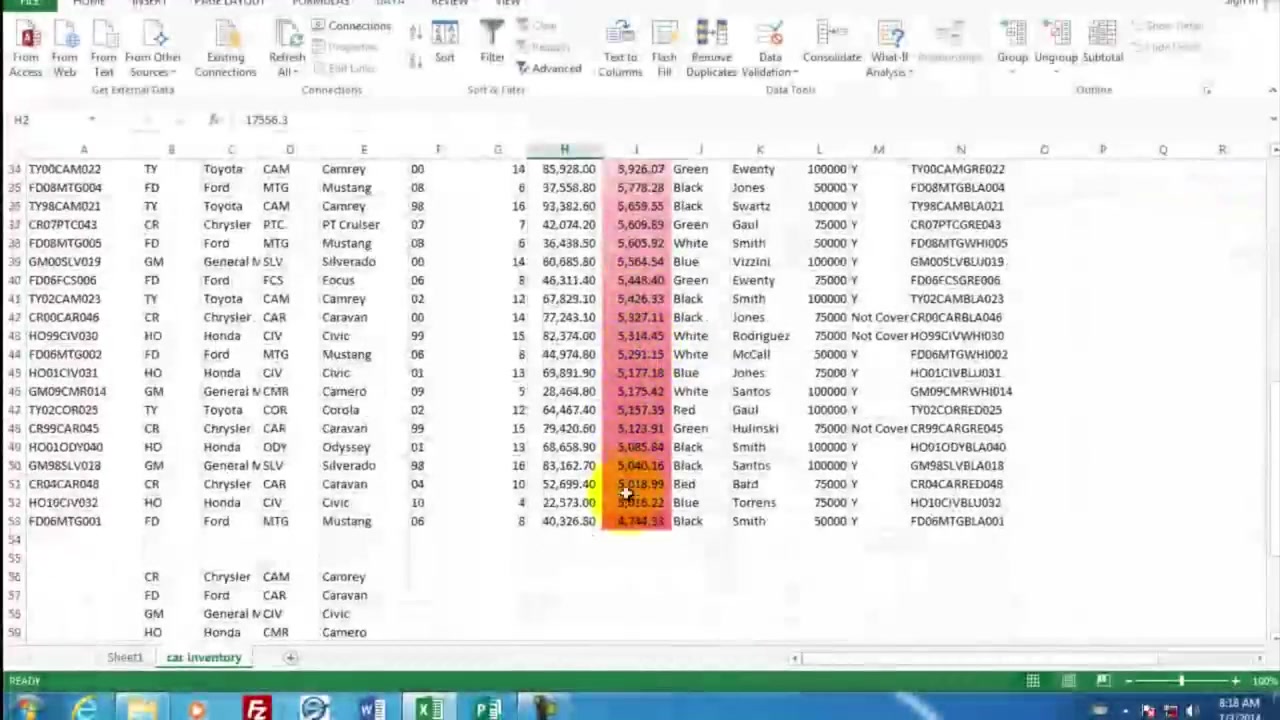 FILE HOME INSERT PAGE LAYOUT FORMULAS DATA REVIEW VIEW Sign in
From Access From Web From Text From Other Sources Existing Connections Refresh All Connections Properties Edit Links Sort Filter Clear Reapply Advanced Text to Columns Flash Fill Remove Duplicates Data Validation Consolidate What-If Analysis Relationships Group Ungroup Subtotal Show Detail Hide Detail
Get External Data Connections Sort & Filter Data Tools Outline
H2 fx 17556.3
A B C D E F G H I J K L M N O P Q R
34 TY00CAM022 TY Toyota CAM Camrey 00 14 85,928.00 5,926.07 Green Ewenty 100000 Y TY00CAMGRE022
35 FD08MTG004 FD Ford MTG Mustang 08 6 37,558.80 5,778.28 Black Jones 50000 Y FD08MTGBLA004
36 TY98CAM021 TY Toyota CAM Camrey 98 16 93,382.60 5,659.55 Black Swartz 100000 Y TY98CAMBLA021
37 CR07PTC043 CR Chrysler PTC PT Cruiser 07 7 42,074.20 5,609.89 Green Gaul 75000 Y CR07PTCGRE043
38 FD08MTG005 FD Ford MTG Mustang 08 6 36,438.50 5,605.92 White Smith 50000 Y FD08MTGWHI005
39 GM00SLV019 GM General M SLV Silverado 00 14 60,685.80 5,564.54 Blue Vizzini 100000 Y GM00SLVBLU019
40 FD06FCS006 FD Ford FCS Focus 06 8 46,311.40 5,448.40 Green Ewenty 75000 Y FD06FCSGRE006
41 TY02CAM023 TY Toyota CAM Camrey 02 12 67,829.10 5,426.33 Black Smith 100000 Y TY02CAMBLA023
42 CR00CAR046 CR Chrysler CAR Caravan 00 14 77,243.10 5,327.11 Black Jones 75000 Not Cover CR00CARBLA046
43 HO99CIV030 HO Honda CIV Civic 99 15 82,374.00 5,314.45 White Rodriguez 75000 Not Cover HO99CIVWHI030
44 FD06MTG002 FD Ford MTG Mustang 06 8 44,974.80 5,291.15 White McCall 50000 Y FD06MTGWHI002
45 HO01CIV031 HO Honda CIV Civic 01 13 69,891.90 5,177.18 Blue Jones 75000 Y HO01CIVBLU031
46 GM09CMR014 GM General M CMR Camero 09 5 28,464.80 5,175.42 White Santos 100000 Y GM09CMRWHI014
47 TY02COR025 TY Toyota COR Corola 02 12 64,467.40 5,157.39 Red Gaul 100000 Y TY02CORRED025
48 CR99CAR045 CR Chrysler CAR Caravan 99 15 79,420.60 5,123.91 Green Hulinski 75000 Not Cover CR99CARGRE045
49 HO01ODY040 HO Honda ODY Odyssey 01 13 68,658.90 5,085.84 Black Smith 100000 Y HO01ODYBLA040
50 GM98SLV018 GM General M SLV Silverado 98 16 83,162.70 5,040.16 Black Santos 100000 Y GM98SLVBLA018
51 CR04CAR048 CR Chrysler CAR Caravan 04 10 52,699.40 5,018.99 Red Bard 75000 Y CR04CARRED048
52 HO10CIV032 HO Honda CIV Civic 10 4 22,573.00 5,016.22 Blue Torrens 75000 Y HO10CIVBLU032
53 FD06MTG001 FD Ford MTG Mustang 06 8 40,326.80 4,744.33 Black Smith 50000 Y FD06MTGBLA001
54
55
56 CR Chrysler CAM Camrey
57 FD Ford CAR Caravan
58 GM General M CIV Civic
59 HO Honda CMR Camero
Sheet1 car inventory
READY 100%
8:18 AM
7/3/2014